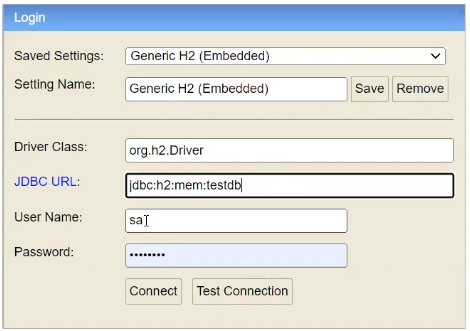 Login
Saved Settings: Generic H2 (Embedded)
Setting Name: Generic H2 (Embedded) Save Remove
Driver Class: org.h2.Driver
JDBC URL: jdbc:h2:mem:testdb
User Name: sa
Password: ••••••••
Connect Test Connection